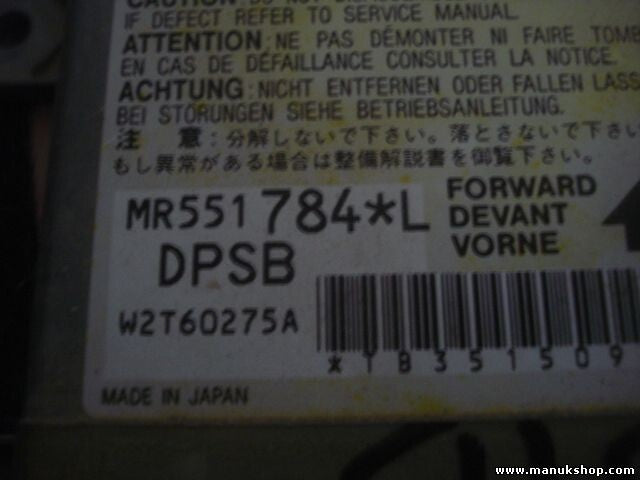 IF DEFECT REFER TO SERVICE MANUAL.
ATTENTION : NE PAS DÉMONTER NI FAIRE
EN CAS DE DÉFAILLANCE CONSULTER LA NOTICE.
ACHTUNG : NICHT ENTFERNEN ODER FALLEN
BEI STÖRUNGEN SIEHE BETRIEBSANLEITUNG.
注 意 : 分解しないで下さい。落とさないで下さい
もし異常がある場合は整備解説書を御覧下さい。
MR551784*L
DPSB
FORWARD
DEVANT
VORNE
W2T60275A
*TB351509
MADE IN JAPAN
www.manukshop.com